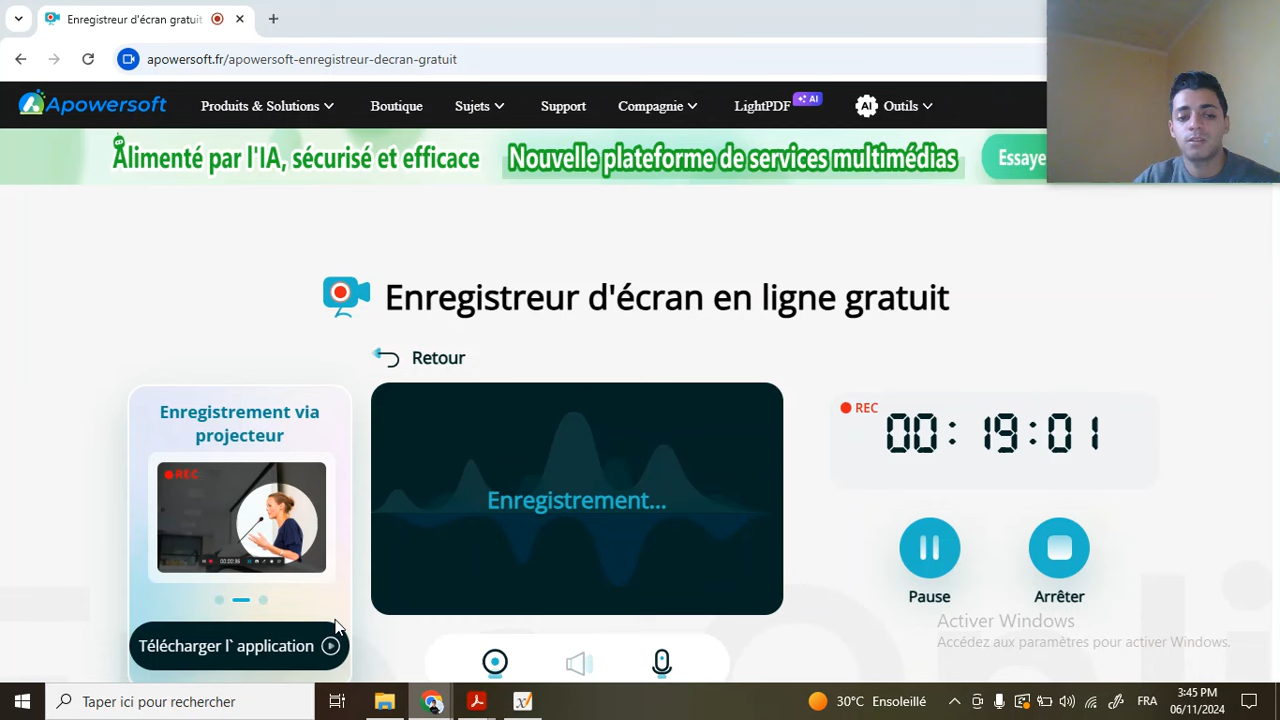 Enregistreur d'écran gratuit
apowersoft.fr/apowersoft-enregistreur-decran-gratuit
Apowersoft Produits & Solutions Boutique Sujets Support Compagnie LightPDF AI AI Outils
Alimenté par l'IA, sécurisé et efficace Nouvelle plateforme de services multimédias Essaye
Enregistreur d'écran en ligne gratuit
Retour
Enregistrement via
projecteur
REC
Télécharger l` application
Enregistrement...
REC
00:19:01
Pause Arrêter
Activer Windows
Accédez aux paramètres pour activer Windows.
Taper ici pour rechercher
30°C Ensoleillé
FRA
3:45 PM
06/11/2024